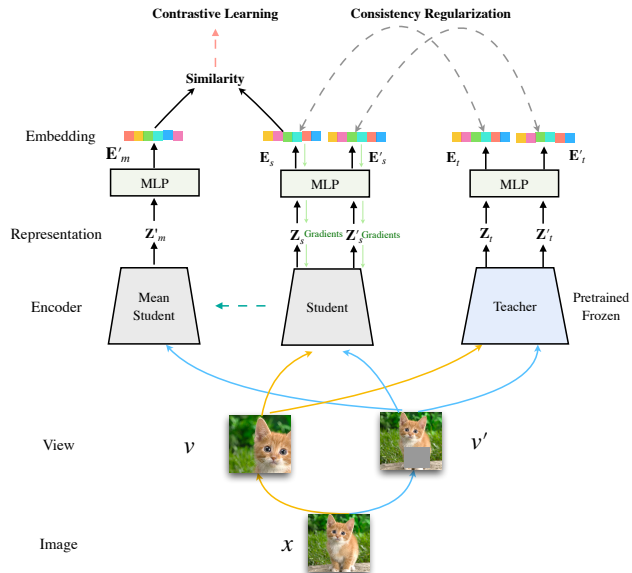 Contrastive Learning Consistency Regularization
Similarity
Embedding
E'm Es E's Et E't
MLP MLP MLP
Representation Z'm Zs Gradients Z's Gradients Zt Z't
Encoder Mean Student Student Teacher Pretrained Frozen
View v v′
Image x